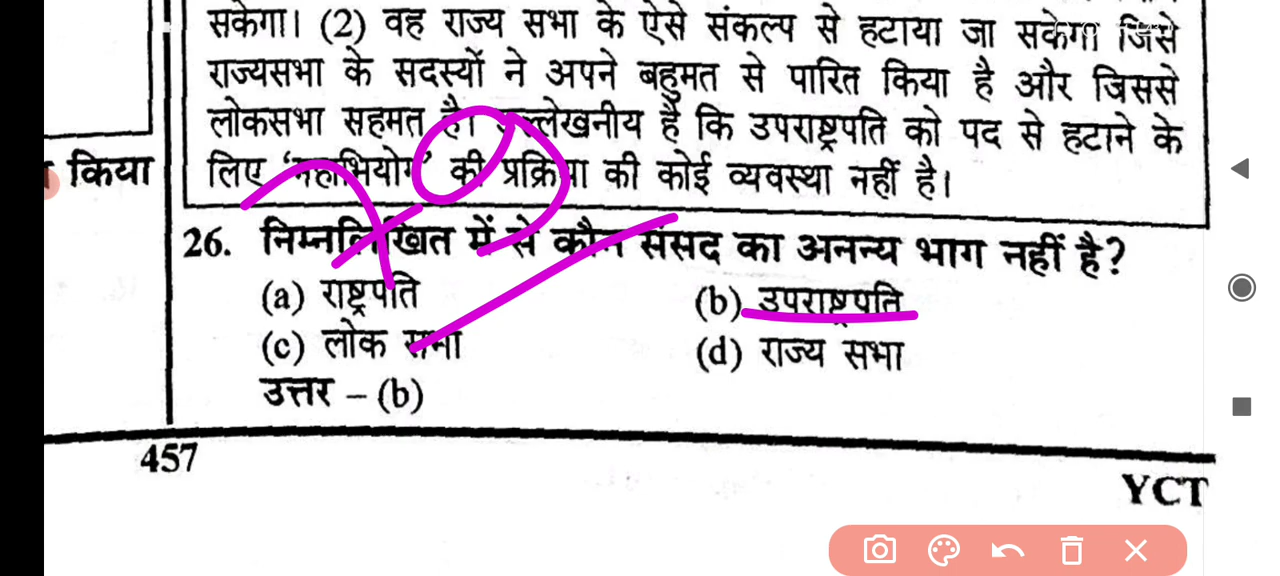 सकेगा। (2) वह राज्य सभा के ऐसे संकल्प से हटाया जा सकेगा जिसे
राज्यसभा के सदस्यों ने अपने बहुमत से पारित किया है और जिससे
लोकसभा सहमत है। उल्लेखनीय है कि उपराष्ट्रपति को पद से हटाने के
किया
लिए 'महाभियोग' की प्रक्रिया की कोई व्यवस्था नहीं है।
26. निम्नलिखित में से कौन संसद का अनन्य भाग नहीं है?
(a) राष्ट्रपति (b) उपराष्ट्रपति
(c) लोक सभा (d) राज्य सभा
उत्तर – (b)
457
YCT